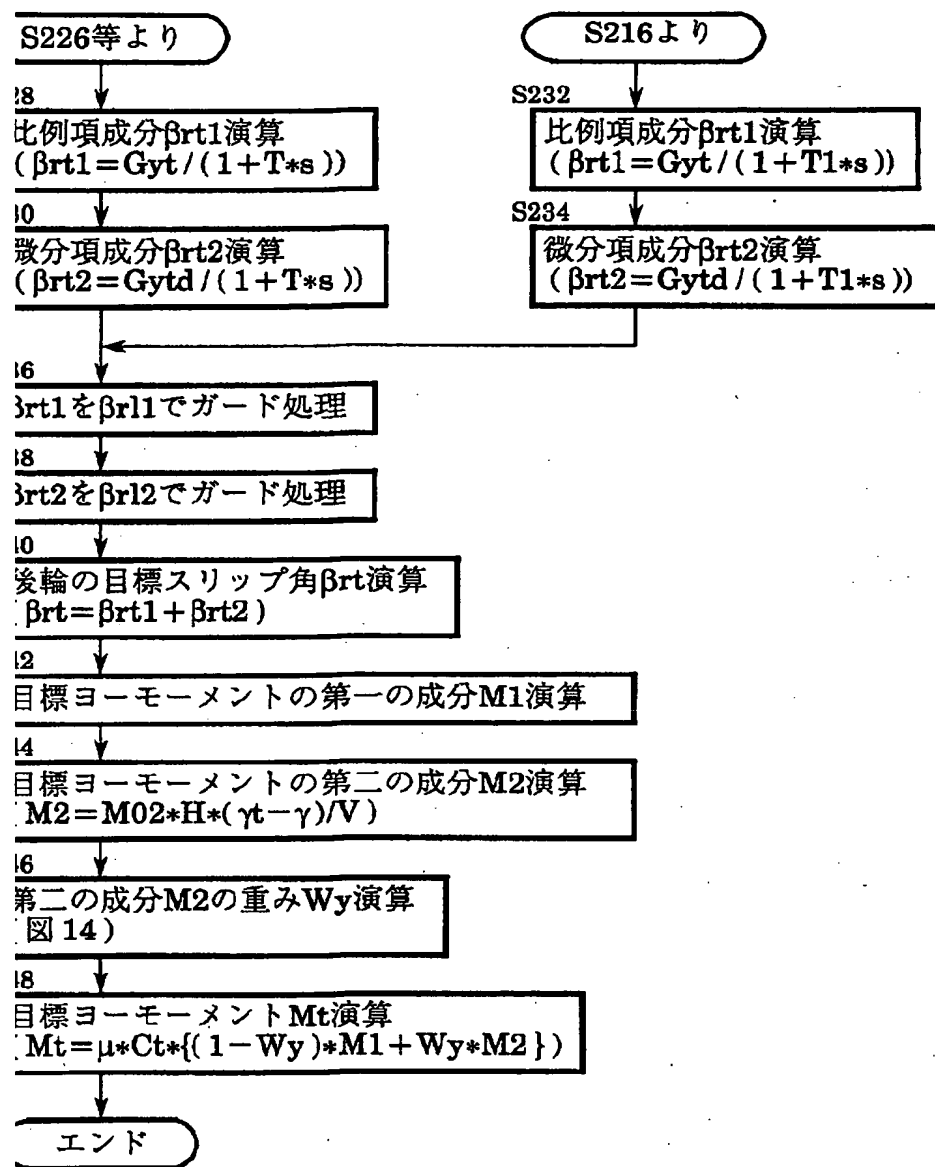 S226等より
S216より
28
比例項成分βrt1演算
(βrt1=Gyt/(1+T*s))
S232
比例項成分βrt1演算
(βrt1=Gyt/(1+T1*s))
30
微分項成分βrt2演算
(βrt2=Gytd/(1+T*s))
S234
微分項成分βrt2演算
(βrt2=Gytd/(1+T1*s))
36
βrt1をβrl1でガード処理
38
βrt2をβrl2でガード処理
40
後輪の目標スリップ角βrt演算
(βrt=βrt1+βrt2)
42
目標ヨーモーメントの第一の成分M1演算
44
目標ヨーモーメントの第二の成分M2演算
(M2=M02*H*(γt-γ)/V)
46
第二の成分M2の重みWy演算
(図14)
48
目標ヨーモーメントMt演算
(Mt=μ*Ct*{(1-Wy)*M1+Wy*M2})
エンド